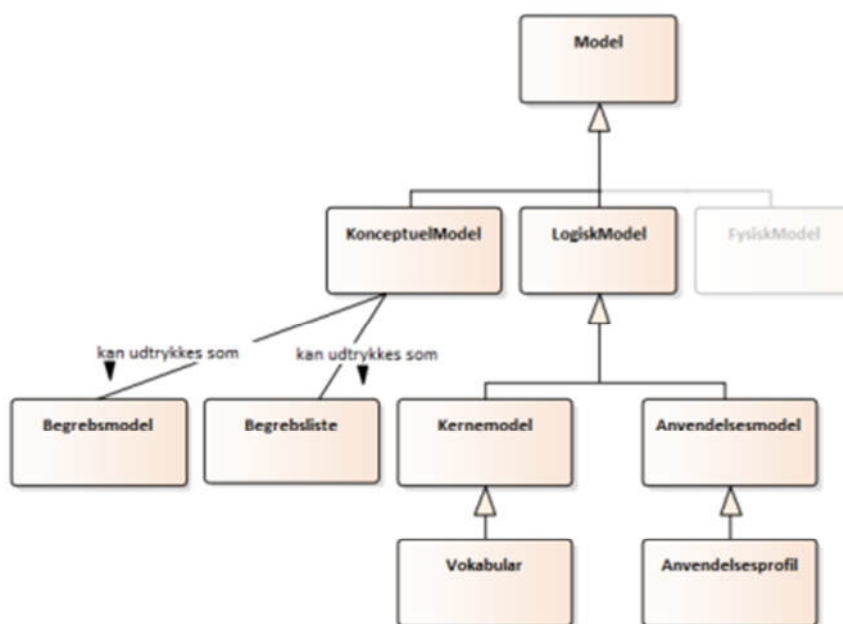 Model
KonceptuelModel
LogiskModel
FysiskModel
kan udtrykkes som
kan udtrykkes som
Begrebsmodel
Begrebsliste
Kernemodel
Anvendelsesmodel
Vokabular
Anvendelsesprofil